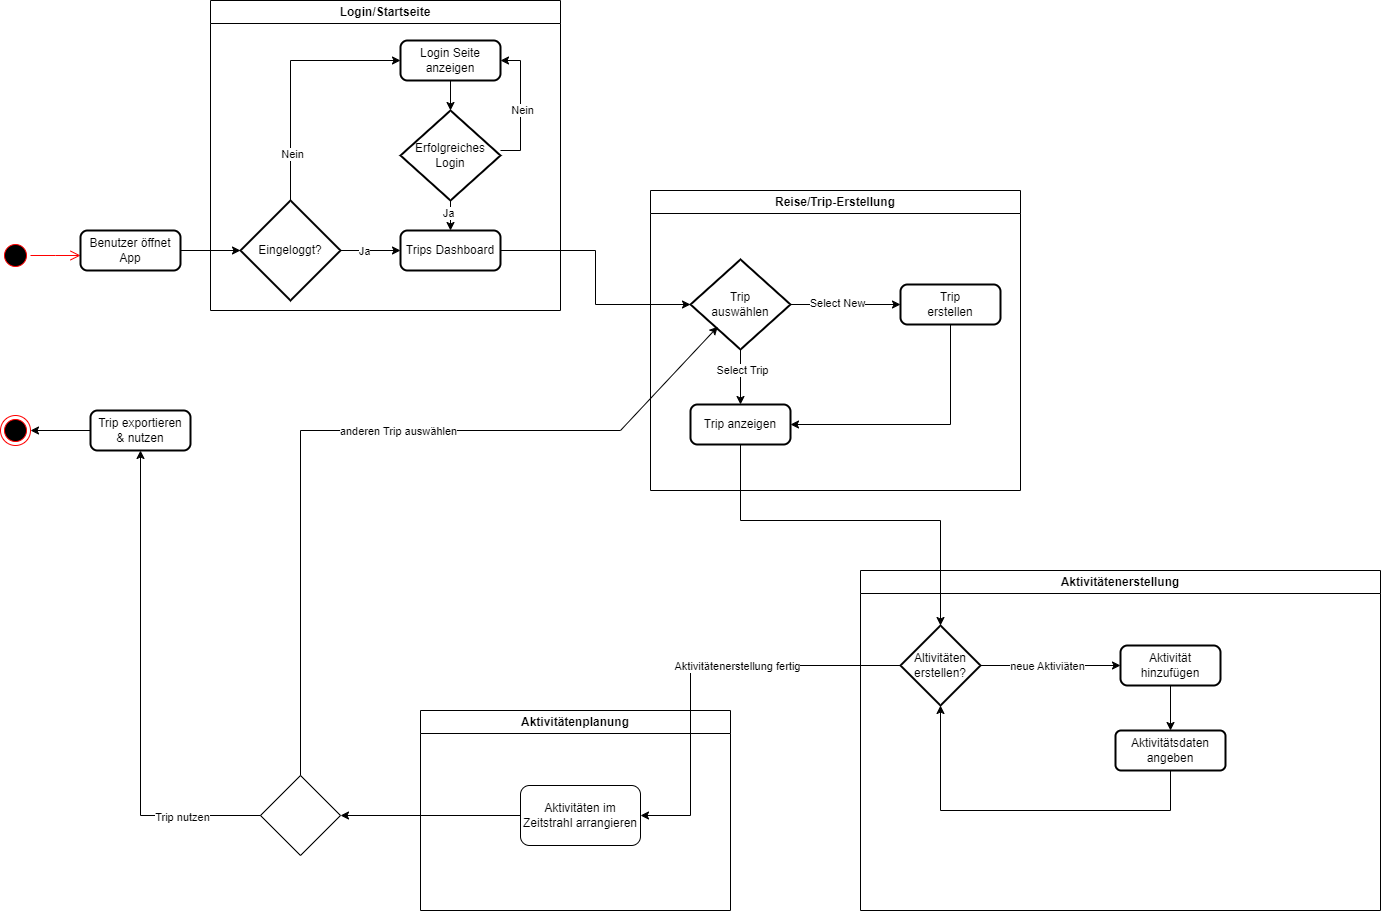 Login/Startseite
Login Seite
anzeigen
Nein
Erfolgreiches
Login
Nein
Ja
Benutzer öffnet
App
Eingeloggt?
Ja
Trips Dashboard
Reise/Trip-Erstellung
Trip
auswählen
Select New
Trip
erstellen
Select Trip
Trip anzeigen
Trip exportieren
& nutzen
anderen Trip auswählen
Aktivitätenerstellung
Altivitäten
erstellen?
neue Aktiviäten
Aktivität
hinzufügen
Aktivitätsdaten
angeben
Aktivitätenerstellung fertig
Aktivitätenplanung
Aktivitäten im
Zeitstrahl arrangieren
Trip nutzen